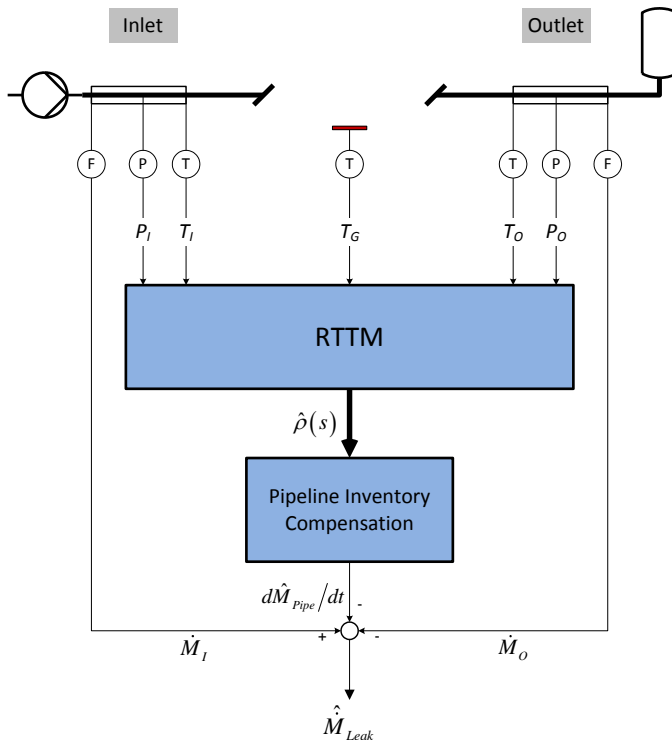 Inlet
Outlet
F
P
T
T
T
P
F
P_I
T_I
T_G
T_O
P_O
RTTM
ρ̂(s)
Pipeline Inventory
Compensation
dM̂_Pipe/dt
-
+
-
Ṁ_I
Ṁ_O
M̂̇_Leak